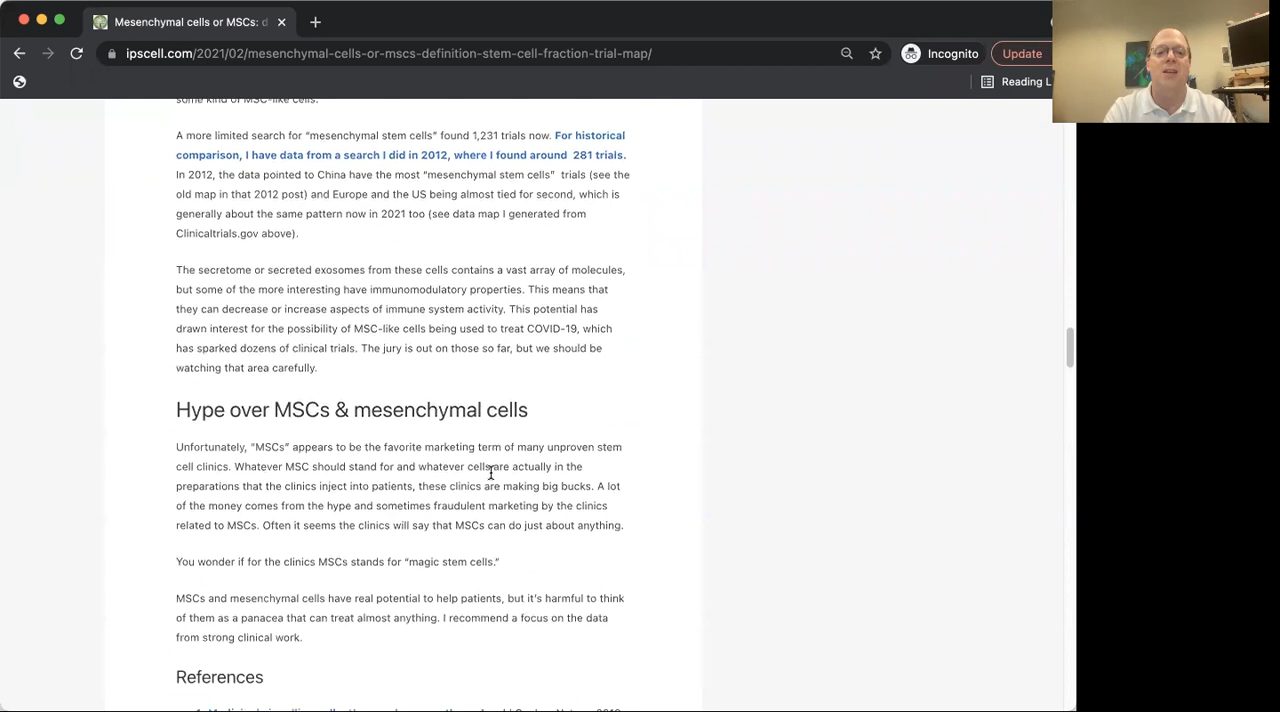 Mesenchymal cells or MSCs: d
ipscell.com/2021/02/mesenchymal-cells-or-mscs-definition-stem-cell-fraction-trial-map/
Incognito
Update
Reading L
some kind of MSC-like cells.
A more limited search for “mesenchymal stem cells” found 1,231 trials now. For historical
comparison, I have data from a search I did in 2012, where I found around 281 trials.
In 2012, the data pointed to China have the most “mesenchymal stem cells” trials (see the
old map in that 2012 post) and Europe and the US being almost tied for second, which is
generally about the same pattern now in 2021 too (see data map I generated from
Clinicaltrials.gov above).
The secretome or secreted exosomes from these cells contains a vast array of molecules,
but some of the more interesting have immunomodulatory properties. This means that
they can decrease or increase aspects of immune system activity. This potential has
drawn interest for the possibility of MSC-like cells being used to treat COVID-19, which
has sparked dozens of clinical trials. The jury is out on those so far, but we should be
watching that area carefully.
Hype over MSCs & mesenchymal cells
Unfortunately, “MSCs” appears to be the favorite marketing term of many unproven stem
cell clinics. Whatever MSC should stand for and whatever cells are actually in the
preparations that the clinics inject into patients, these clinics are making big bucks. A lot
of the money comes from the hype and sometimes fraudulent marketing by the clinics
related to MSCs. Often it seems the clinics will say that MSCs can do just about anything.
You wonder if for the clinics MSCs stands for “magic stem cells.”
MSCs and mesenchymal cells have real potential to help patients, but it’s harmful to think
of them as a panacea that can treat almost anything. I recommend a focus on the data
from strong clinical work.
References